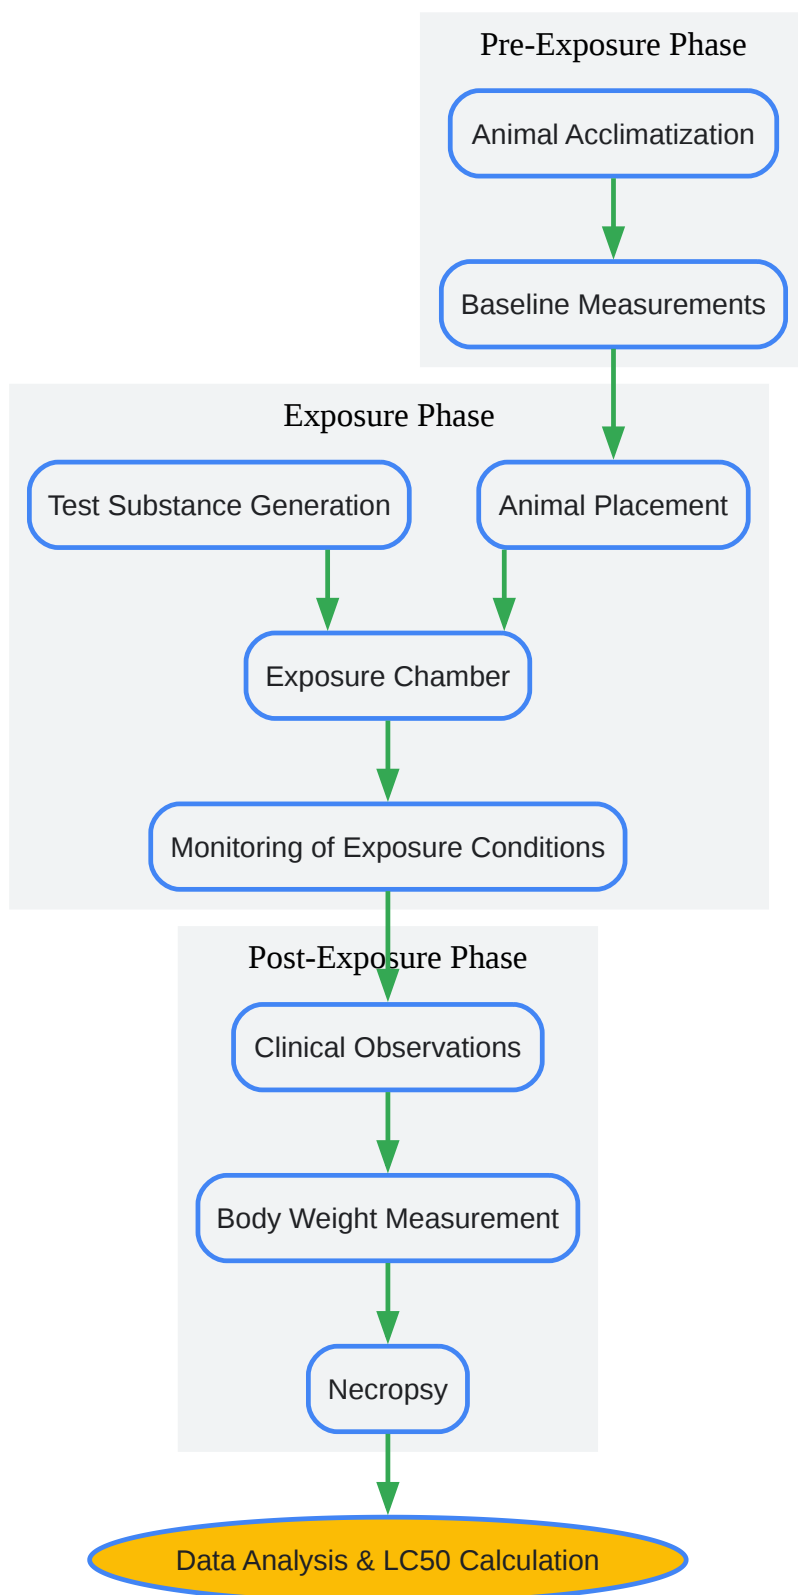 Pre-Exposure Phase
Animal Acclimatization
Baseline Measurements
Exposure Phase
Test Substance Generation
Animal Placement
Exposure Chamber
Monitoring of Exposure Conditions
Post-Exposure Phase
Clinical Observations
Body Weight Measurement
Necropsy
Data Analysis & LC50 Calculation